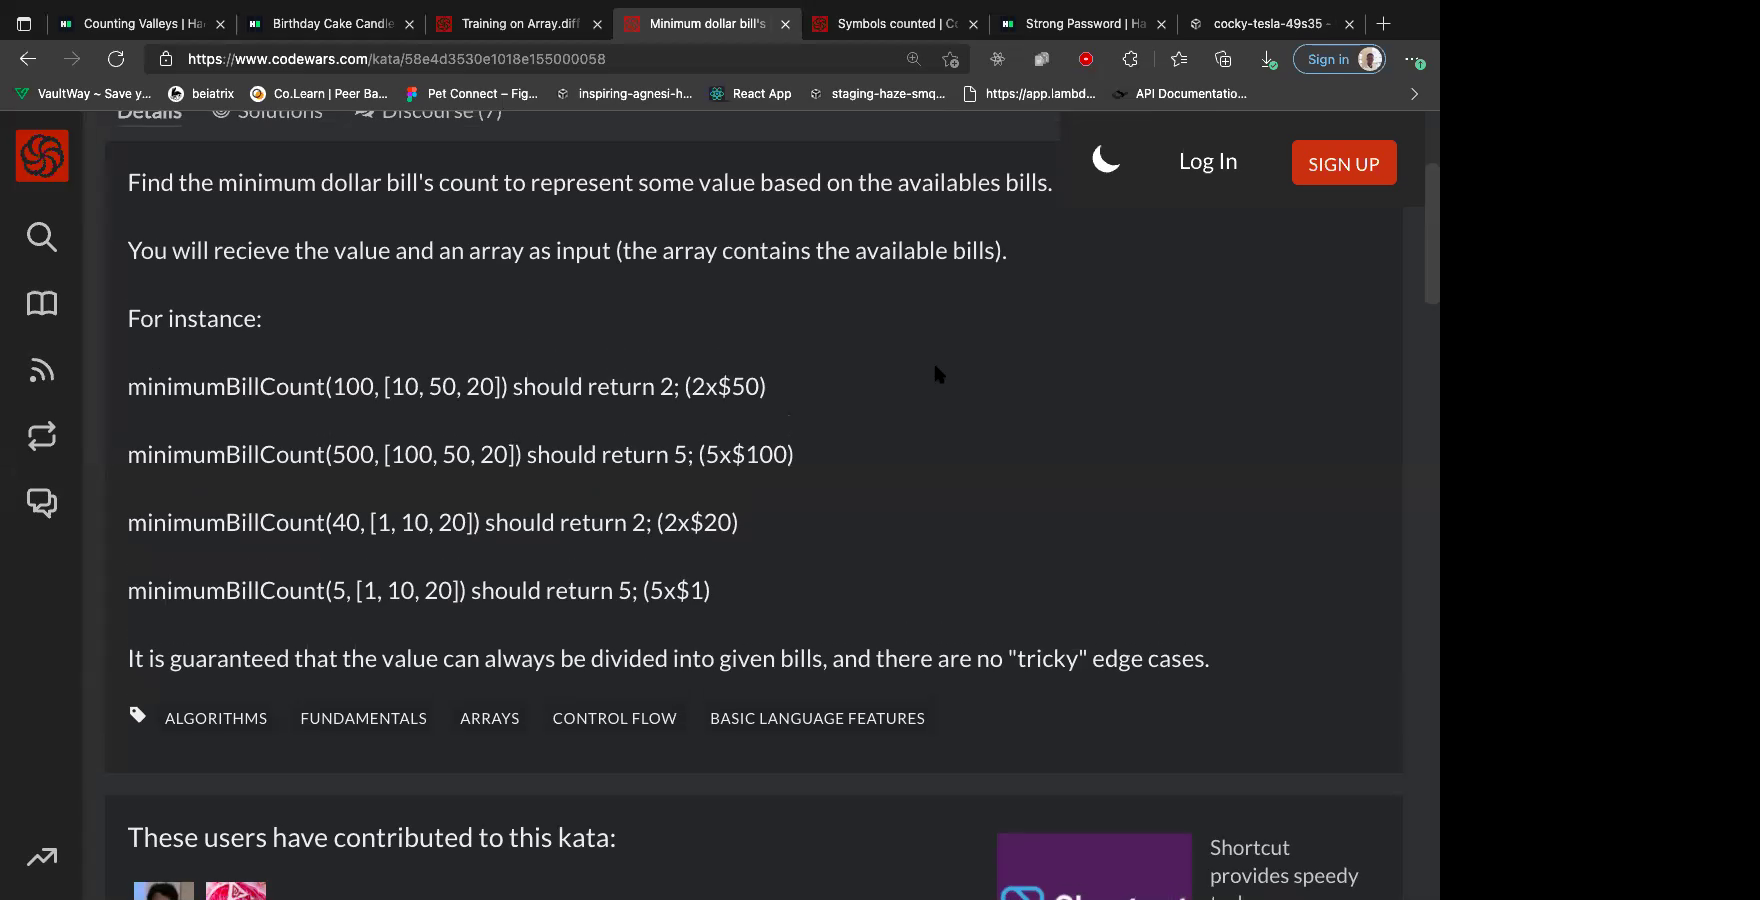 Counting Valleys | Ha
Birthday Cake Candle
Training on Array.diff
Minimum dollar bill's
Symbols counted | Co
Strong Password | Ha
cocky-tesla-49s35 -
https://www.codewars.com/kata/58e4d3530e1018e155000058
Sign in
VaultWay ~ Save y...
beiatrix
Co.Learn | Peer Ba...
Pet Connect – Fig...
inspiring-agnesi-h...
React App
staging-haze-smq...
https://app.lambd...
API Documentatio...
Details
Solutions
Discourse (7)
Log In
SIGN UP
Find the minimum dollar bill's count to represent some value based on the availables bills.
You will recieve the value and an array as input (the array contains the available bills).
For instance:
minimumBillCount(100, [10, 50, 20]) should return 2; (2x$50)
minimumBillCount(500, [100, 50, 20]) should return 5; (5x$100)
minimumBillCount(40, [1, 10, 20]) should return 2; (2x$20)
minimumBillCount(5, [1, 10, 20]) should return 5; (5x$1)
It is guaranteed that the value can always be divided into given bills, and there are no "tricky" edge cases.
ALGORITHMS FUNDAMENTALS ARRAYS CONTROL FLOW BASIC LANGUAGE FEATURES
These users have contributed to this kata:
Shortcut
provides speedy